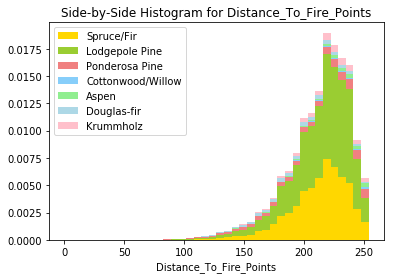 Side-by-Side Histogram for Distance_To_Fire_Points
Spruce/Fir
Lodgepole Pine
Ponderosa Pine
Cottonwood/Willow
Aspen
Douglas-fir
Krummholz
0.0175
0.0150
0.0125
0.0100
0.0075
0.0050
0.0025
0.0000
0 50 100 150 200 250
Distance_To_Fire_Points